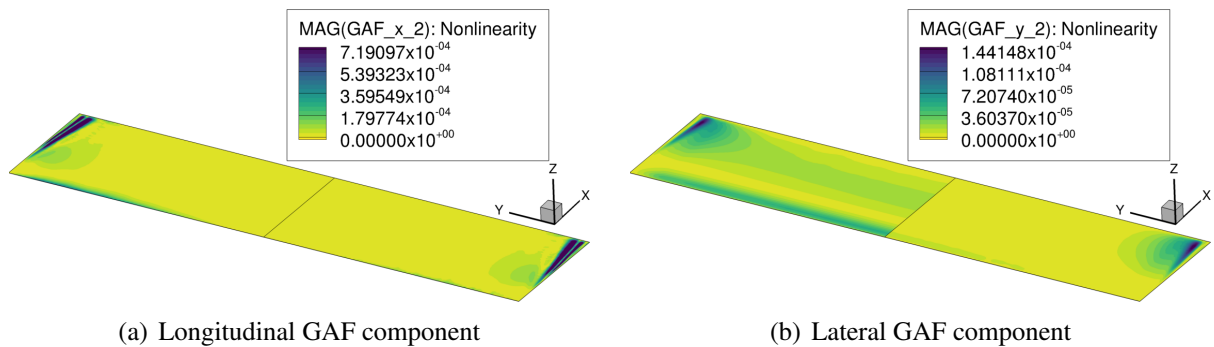 MAG(GAF_x_2): Nonlinearity
7.19097x10^-04
5.39323x10^-04
3.59549x10^-04
1.79774x10^-04
0.00000x10^+00
Z
Y
X
(a) Longitudinal GAF component
MAG(GAF_y_2): Nonlinearity
1.44148x10^-04
1.08111x10^-04
7.20740x10^-05
3.60370x10^-05
0.00000x10^+00
Z
Y
X
(b) Lateral GAF component